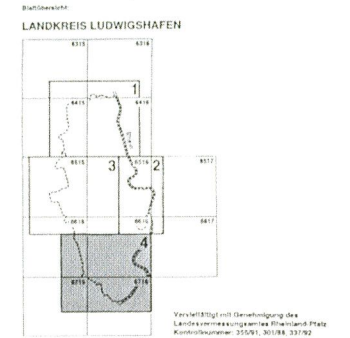 Blattübersicht:
LANDKREIS LUDWIGSHAFEN
6315 6316
1
6415 6416
6515 3 6516 2 6517
6615 6616 6617
4
6715 6716
Vervielfältigt mit Genehmigung des
Landesvermessungsamtes Rheinland-Pfalz
Kontrollnummer: 355/91, 301/88, 337/92